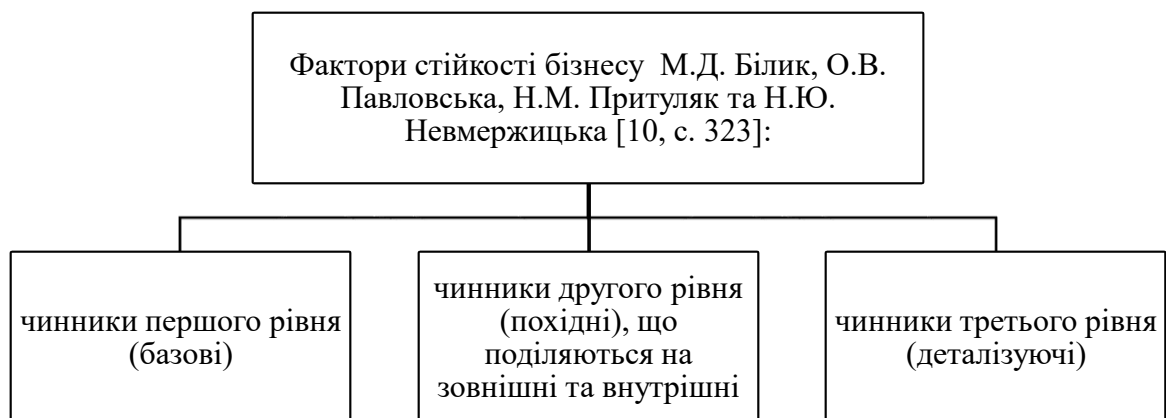 Фактори стійкості бізнесу М.Д. Білик, О.В.
Павловська, Н.М. Притуляк та Н.Ю.
Невмержицька [10, с. 323]:
чинники першого рівня
(базові)
чинники другого рівня
(похідні), що
поділяються на
зовнішні та внутрішні
чинники третього рівня
(деталізуючі)